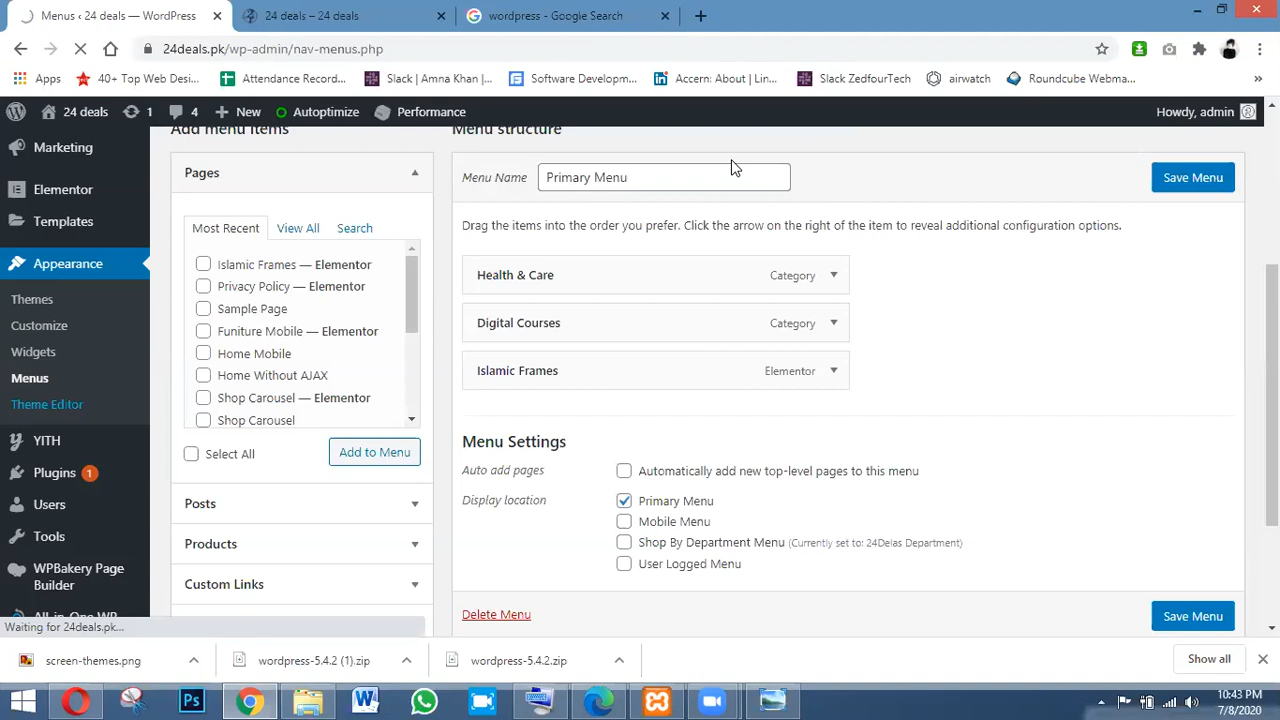 Menus ‹ 24 deals — WordPress
24 deals – 24 deals
wordpress - Google Search
24deals.pk/wp-admin/nav-menus.php
Apps
40+ Top Web Desi...
Attendance Record...
Slack | Amna Khan |...
Software Developm...
Accern: About | Lin...
Slack ZedfourTech
airwatch
Roundcube Webma...
24 deals
1
4
New
Autoptimize
Performance
Howdy, admin
Marketing
Elementor
Templates
Appearance
Themes
Customize
Widgets
Menus
Theme Editor
YITH
Plugins 1
Users
Tools
WPBakery Page
Builder
All-in-One WP
Waiting for 24deals.pk...
Add menu items
Pages
Most Recent
View All
Search
Islamic Frames — Elementor
Privacy Policy — Elementor
Sample Page
Funiture Mobile — Elementor
Home Mobile
Home Without AJAX
Shop Carousel — Elementor
Shop Carousel
Select All
Add to Menu
Posts
Products
Custom Links
Menu structure
Menu Name
Primary Menu
Save Menu
Drag the items into the order you prefer. Click the arrow on the right of the item to reveal additional configuration options.
Health & Care Category
Digital Courses Category
Islamic Frames Elementor
Menu Settings
Auto add pages
Automatically add new top-level pages to this menu
Display location
Primary Menu
Mobile Menu
Shop By Department Menu (Currently set to: 24Delas Department)
User Logged Menu
Delete Menu
Save Menu
screen-themes.png
wordpress-5.4.2 (1).zip
wordpress-5.4.2.zip
Show all
10:43 PM
7/8/2020